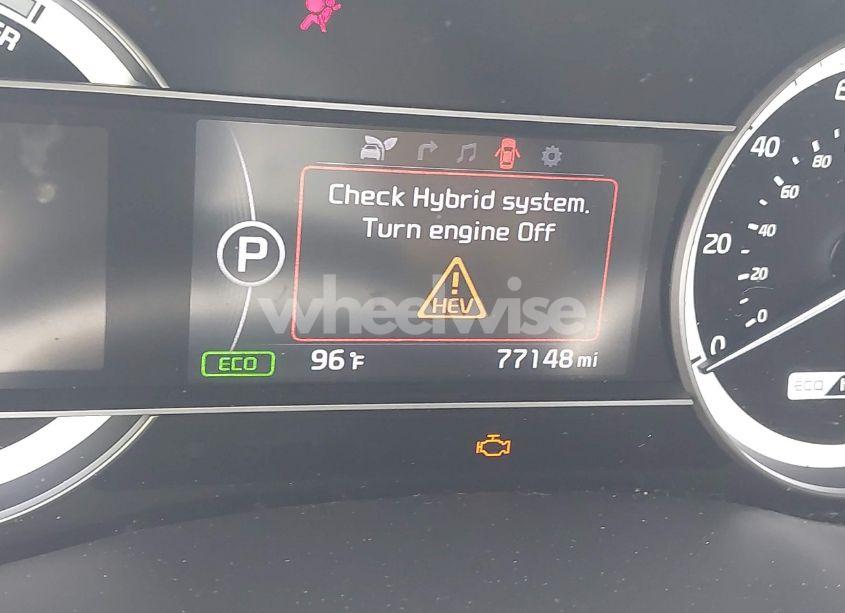 Check Hybrid system.
Turn engine Off
P
HEV
wheelwise
ECO
96°F
77148 mi
40
20
0
80
60
40
20
0
ECO